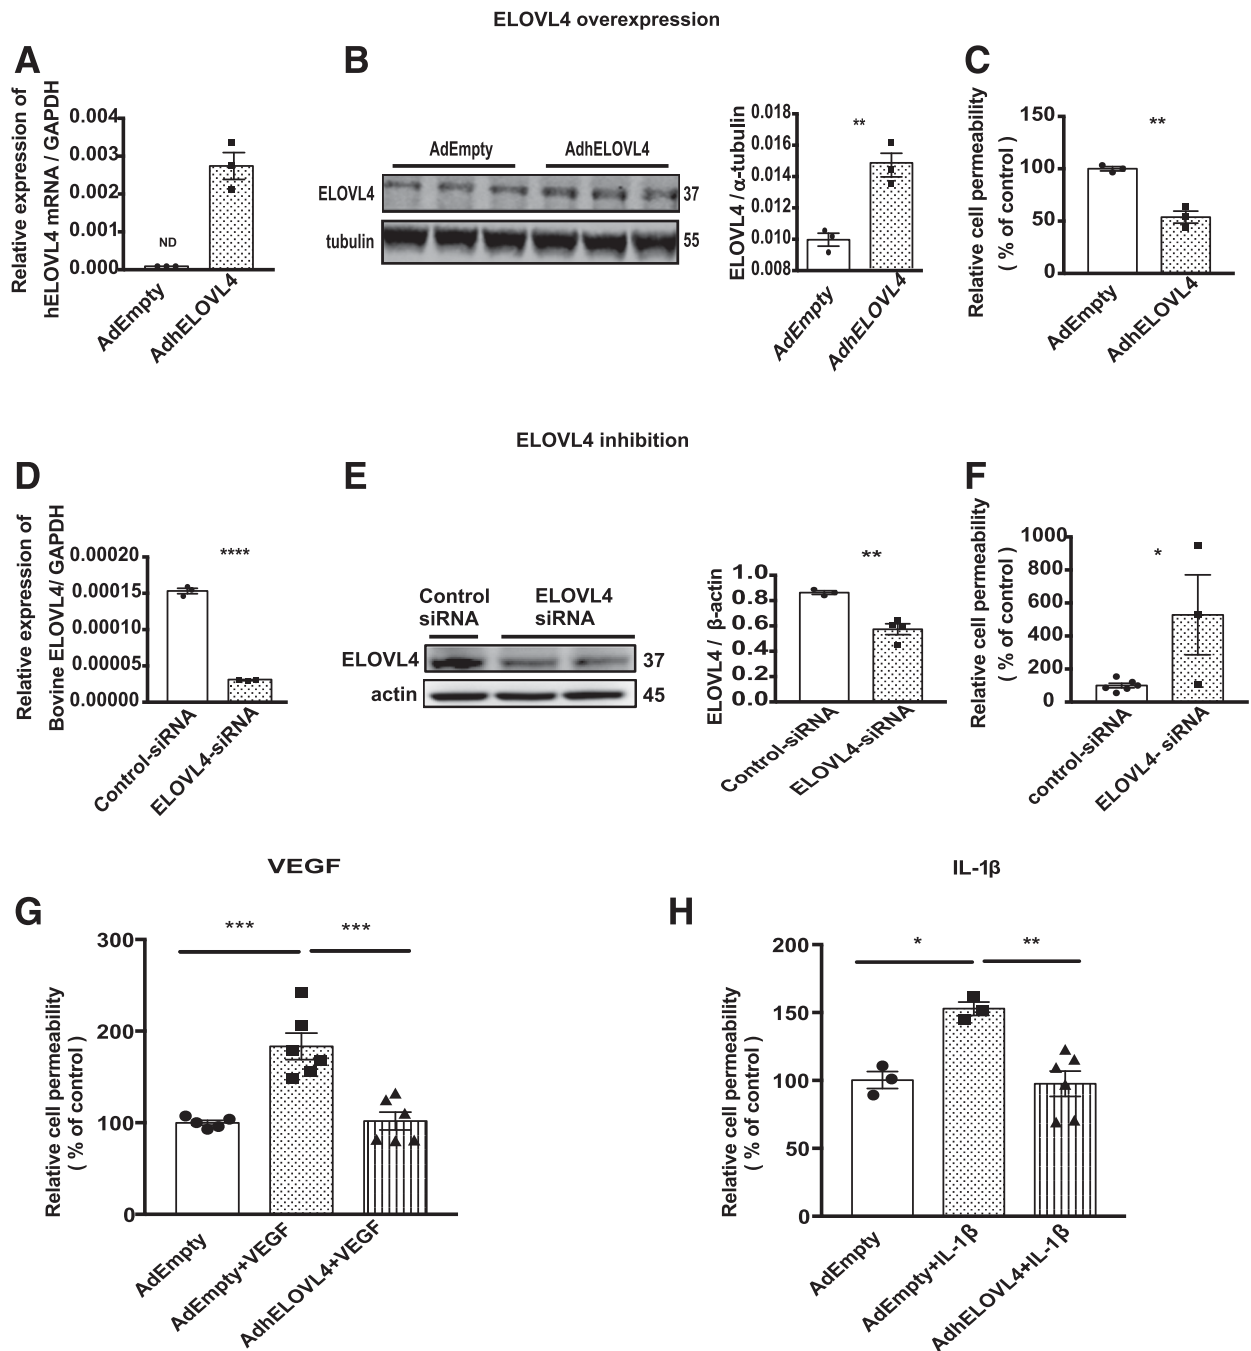 ELOVL4 overexpression
A
Relative expression of
hELOVL4 mRNA / GAPDH
0.004
0.003
0.002
0.001
0.000
ND
AdEmpty
AdhELOVL4
B
AdEmpty
AdhELOVL4
ELOVL4
37
tubulin
55
ELOVL4 / α-tubulin
0.018
0.016
0.014
0.012
0.010
0.008
**
AdEmpty
AdhELOVL4
C
Relative cell permeability
( % of control )
150
100
50
0
**
AdEmpty
AdhELOVL4
ELOVL4 inhibition
D
Relative expression of
Bovine ELOVL4/ GAPDH
0.00020
0.00015
0.00010
0.00005
0.00000
****
Control-siRNA
ELOVL4-siRNA
E
Control
siRNA
ELOVL4
siRNA
ELOVL4
37
actin
45
ELOVL4 / β-actin
1.0
0.8
0.6
0.4
0.2
0.0
**
Control-siRNA
ELOVL4-siRNA
F
Relative cell permeability
( % of control )
1000
800
600
400
200
0
*
control-siRNA
ELOVL4- siRNA
VEGF
G
Relative cell permeability
( % of control )
300
200
100
0
***
***
AdEmpty
AdEmpty+VEGF
AdhELOVL4+VEGF
IL-1β
H
Relative cell permeability
( % of control )
200
150
100
50
0
*
**
AdEmpty
AdEmpty+IL-1β
AdhELOVL4+IL-1β